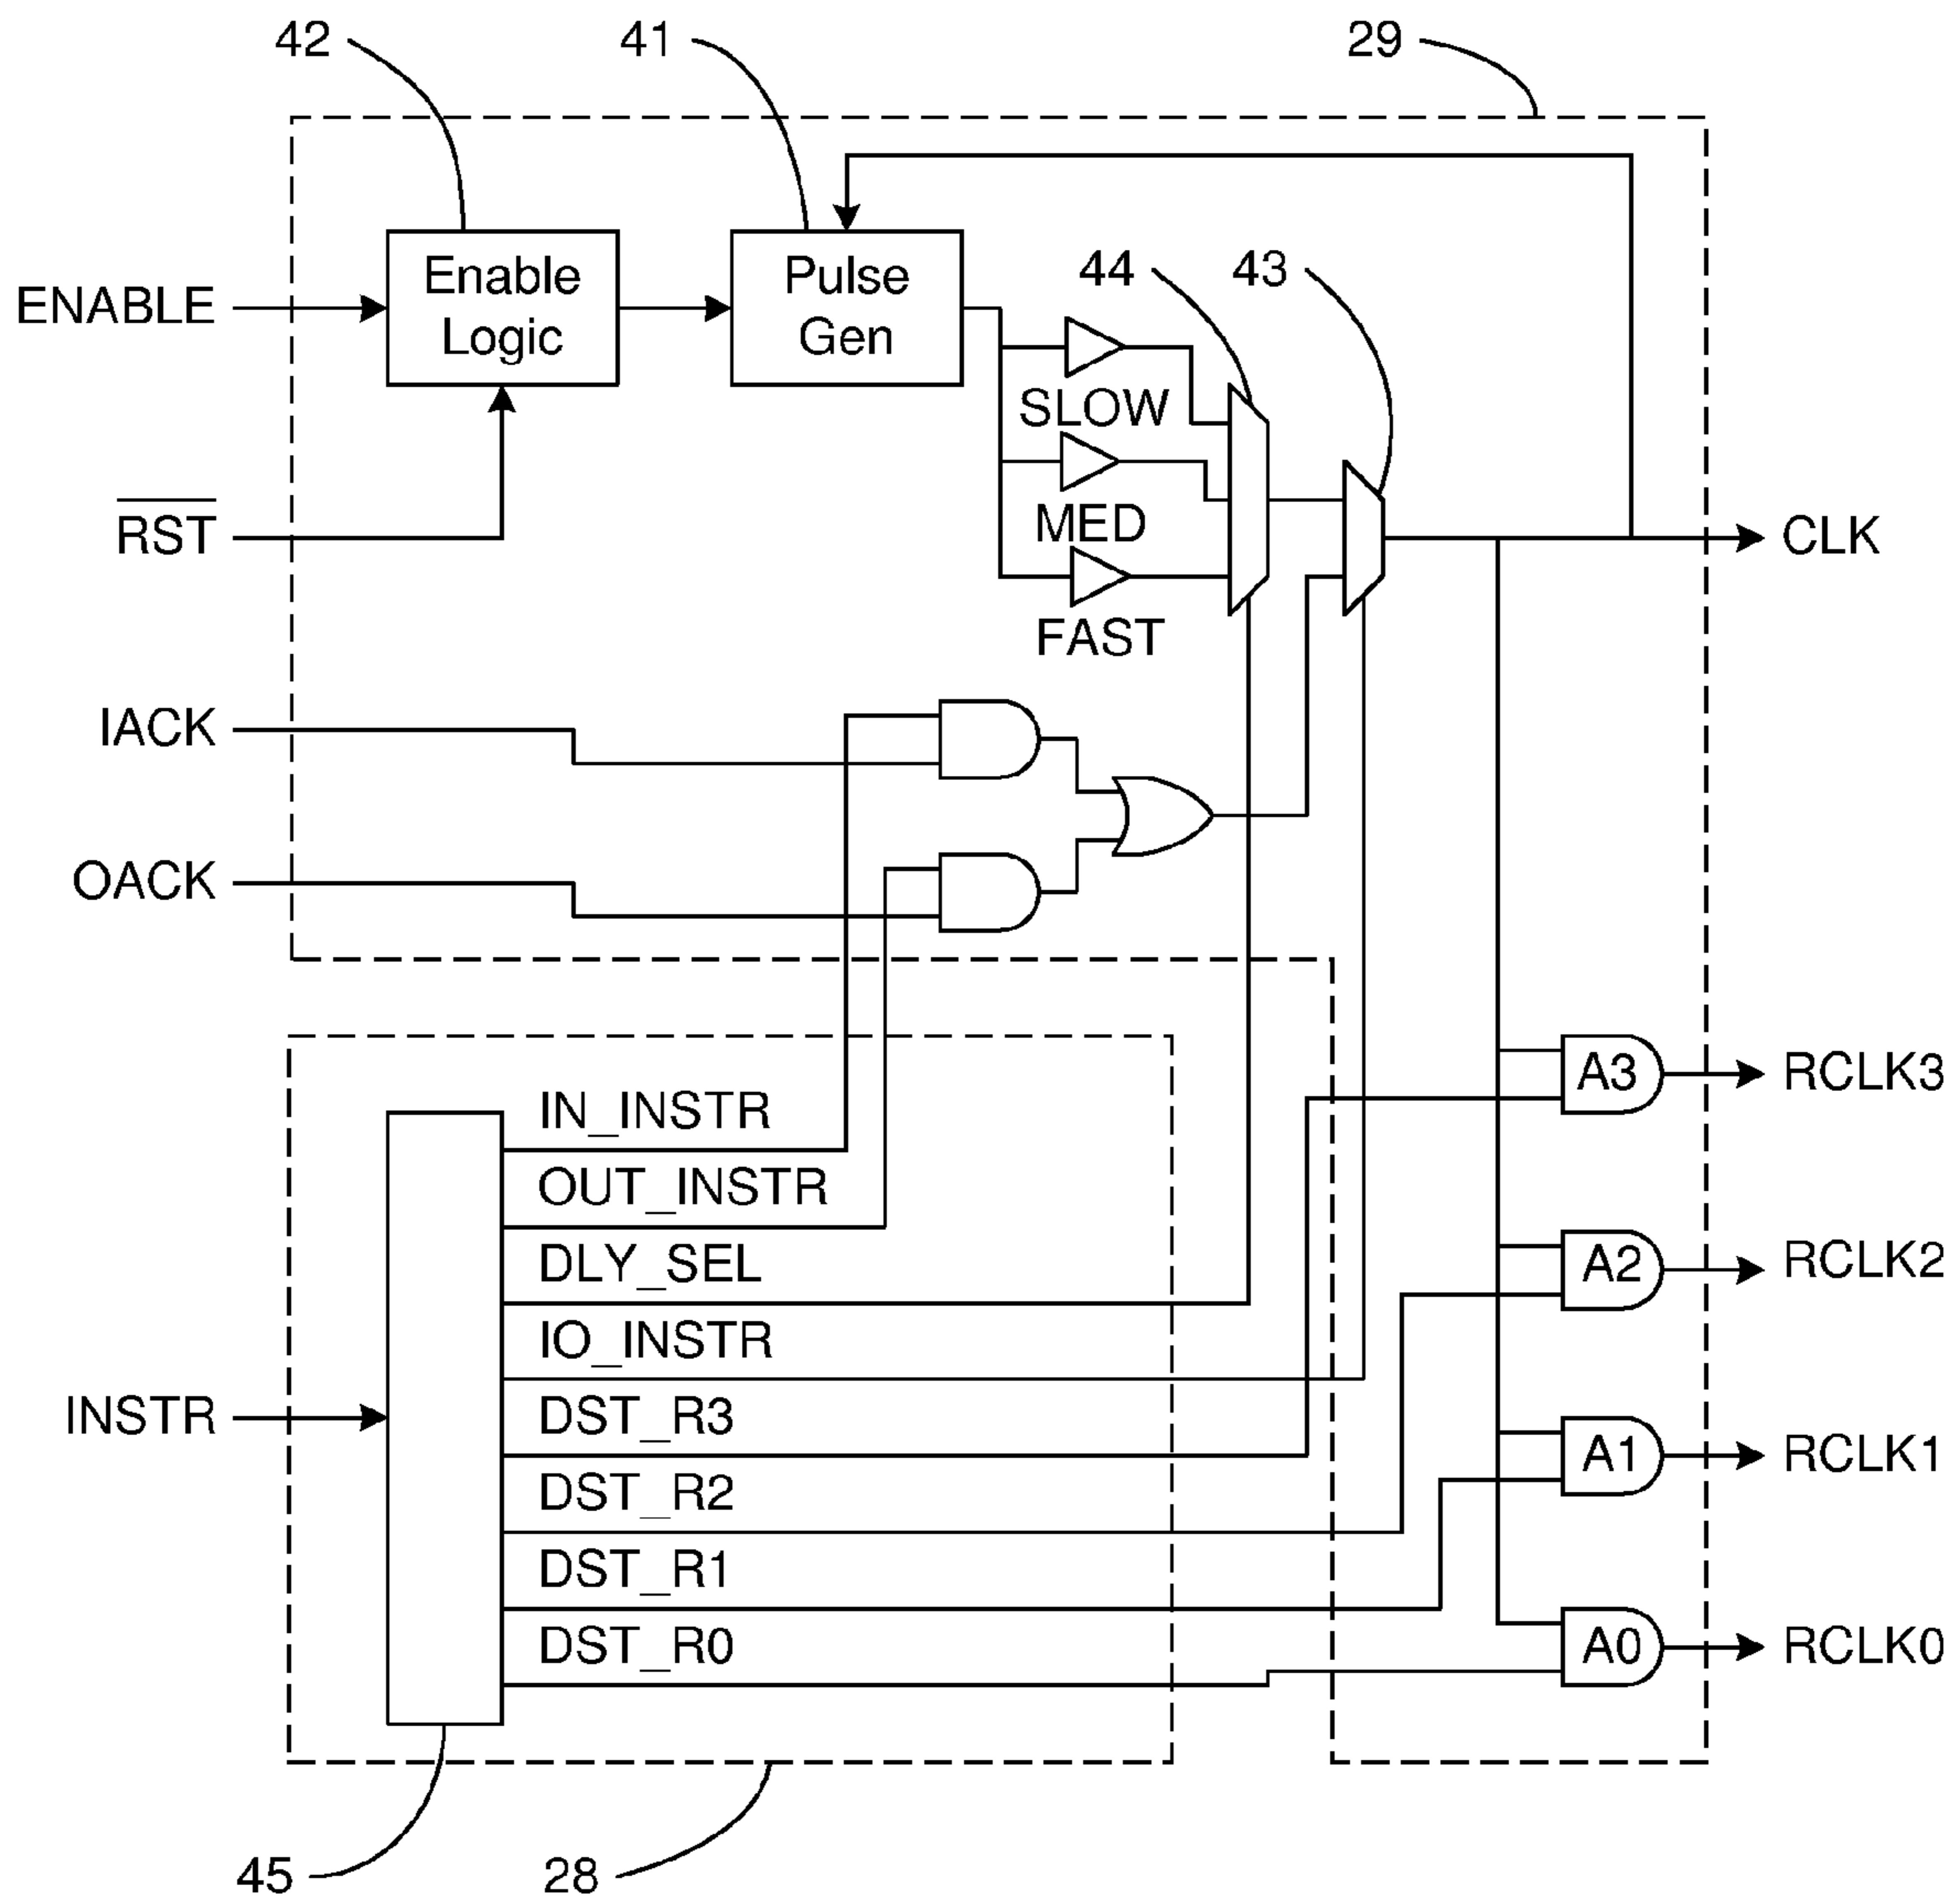 42
41
29
Enable
Logic
Pulse
Gen
44
43
ENABLE
SLOW
RST
MED
CLK
FAST
IACK
OACK
A3
RCLK3
IN_INSTR
OUT_INSTR
DLY_SEL
A2
RCLK2
IO_INSTR
INSTR
DST_R3
A1
RCLK1
DST_R2
DST_R1
DST_R0
A0
RCLK0
45
28